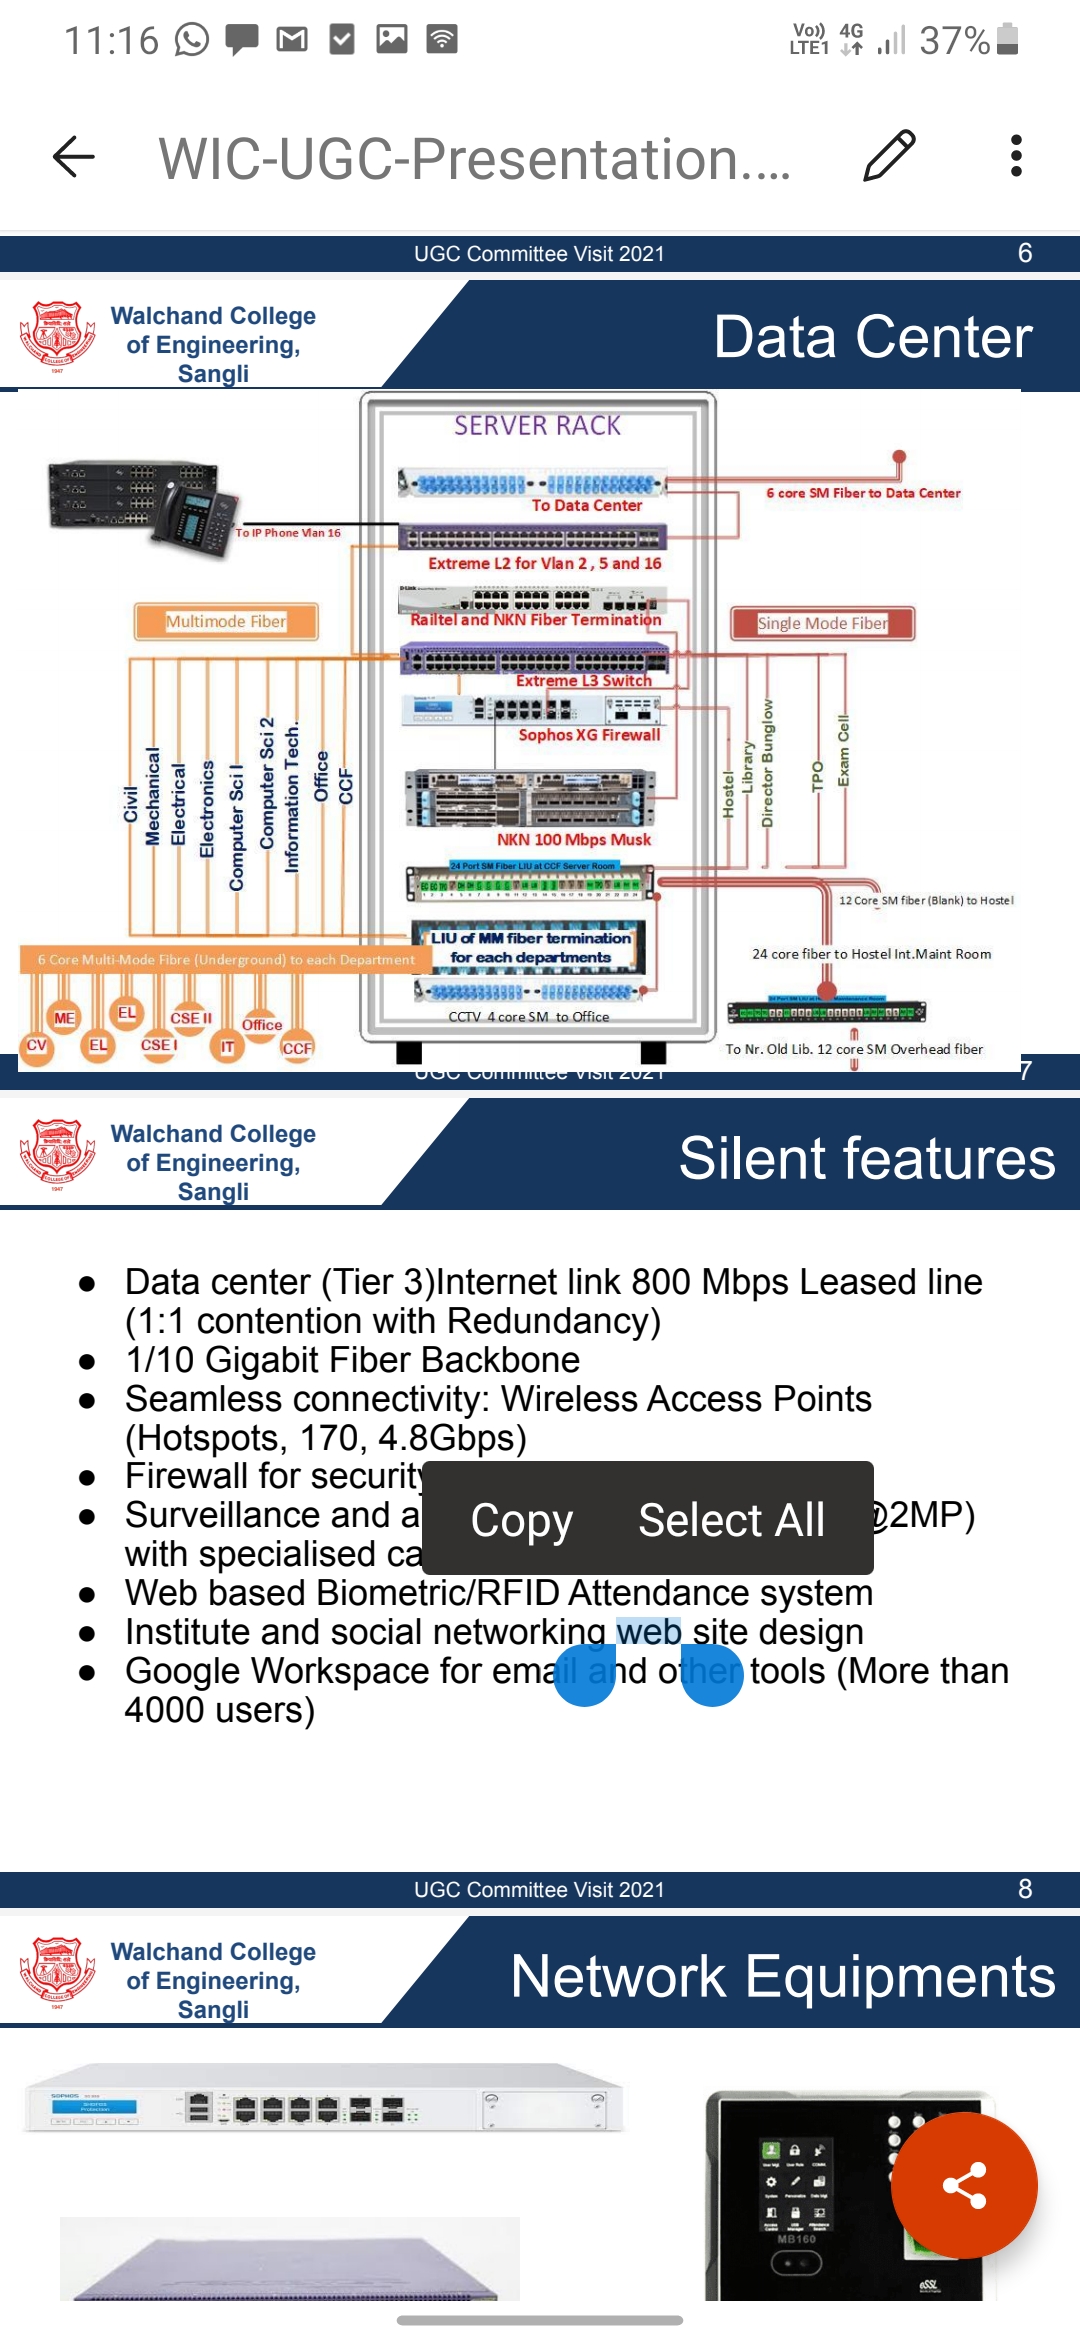 11:16
Vo)) 4G
LTE1
37%
WIC-UGC-Presentation....
UGC Committee Visit 2021
6
Walchand College
of Engineering,
Sangli
1947
Data Center
SERVER RACK
To Data Center
6 core SM Fiber to Data Center
To IP Phone Vlan 16
Extreme L2 for Vlan 2 , 5 and 16
D-Link
Multimode Fiber
Railtel and NKN Fiber Termination
Single Mode Fiber
Extreme L3 Switch
Sophos XG Firewall
Civil
Mechanical
Electrical
Electronics
Computer Sci I
Computer Sci 2
Information Tech.
Office
CCF
Hostel
Library
Director Bunglow
TPO
Exam Cell
NKN 100 Mbps Musk
24 Port SM Fiber LIU at CCF Server Room
12 Core SM fiber (Blank) to Hostel
LIU of MM fiber termination
for each departments
24 core fiber to Hostel Int.Maint Room
6 Core Multi-Mode Fibre (Underground) to each Department
CV
ME
EL
EL
CSE I
CSE II
IT
Office
CCF
CCTV 4 core SM to Office
To Nr. Old Lib. 12 core SM Overhead fiber
UGC Committee Visit 2021
7
Walchand College
of Engineering,
Sangli
1947
Silent features
● Data center (Tier 3)Internet link 800 Mbps Leased line
(1:1 contention with Redundancy)
● 1/10 Gigabit Fiber Backbone
● Seamless connectivity: Wireless Access Points
(Hotspots, 170, 4.8Gbps)
● Firewall for security
● Surveillance and a
@2MP)
with specialised ca
Copy Select All
● Web based Biometric/RFID Attendance system
● Institute and social networking web site design
● Google Workspace for email and other tools (More than
4000 users)
UGC Committee Visit 2021
8
Walchand College
of Engineering,
Sangli
1947
Network Equipments
SOPHOS
MB160
eSSL